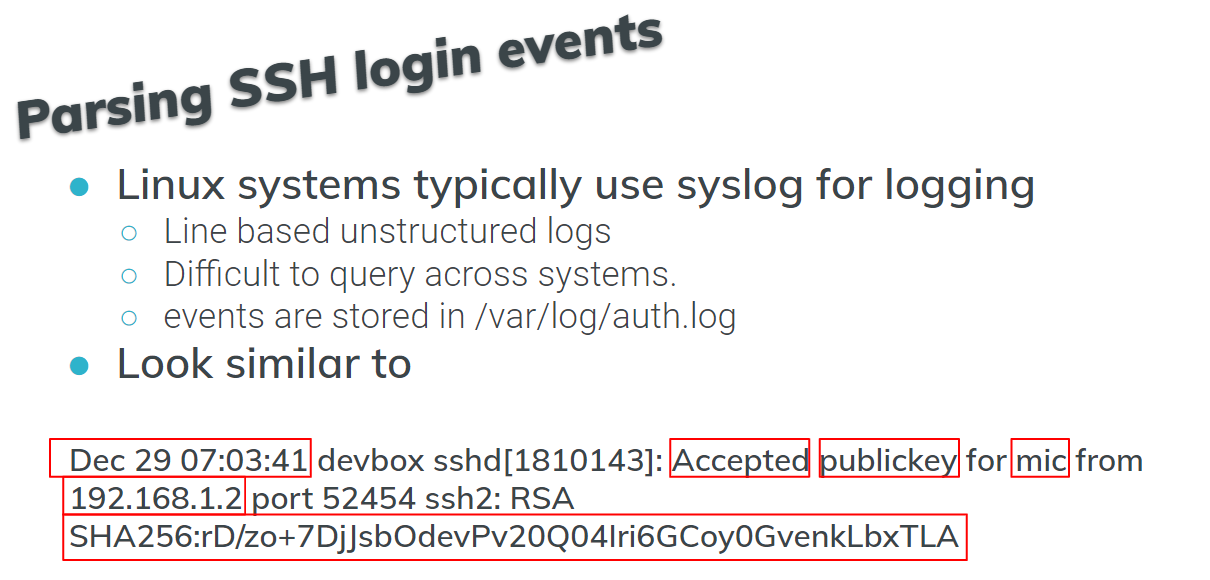 Parsing SSH login events
Linux systems typically use syslog for logging
Line based unstructured logs
Difficult to query across systems.
events are stored in /var/log/auth.log
Look similar to
Dec 29 07:03:41 devbox sshd[1810143]: Accepted publickey for mic from
192.168.1.2 port 52454 ssh2: RSA
SHA256:rD/zo+7DjJsbOdevPv20Q04Iri6GCoy0GvenkLbxTLA